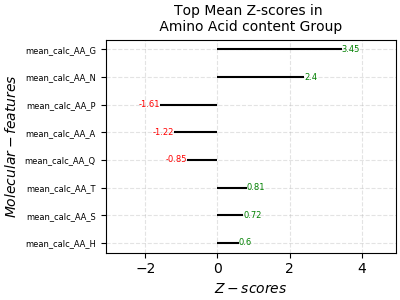 Top Mean Z-scores in
Amino Acid content Group
Molecular − features
mean_calc_AA_G
3.45
mean_calc_AA_N
2.4
mean_calc_AA_P
-1.61
mean_calc_AA_A
-1.22
mean_calc_AA_Q
-0.85
mean_calc_AA_T
0.81
mean_calc_AA_S
0.72
mean_calc_AA_H
0.6
−2 0 2 4
Z − scores